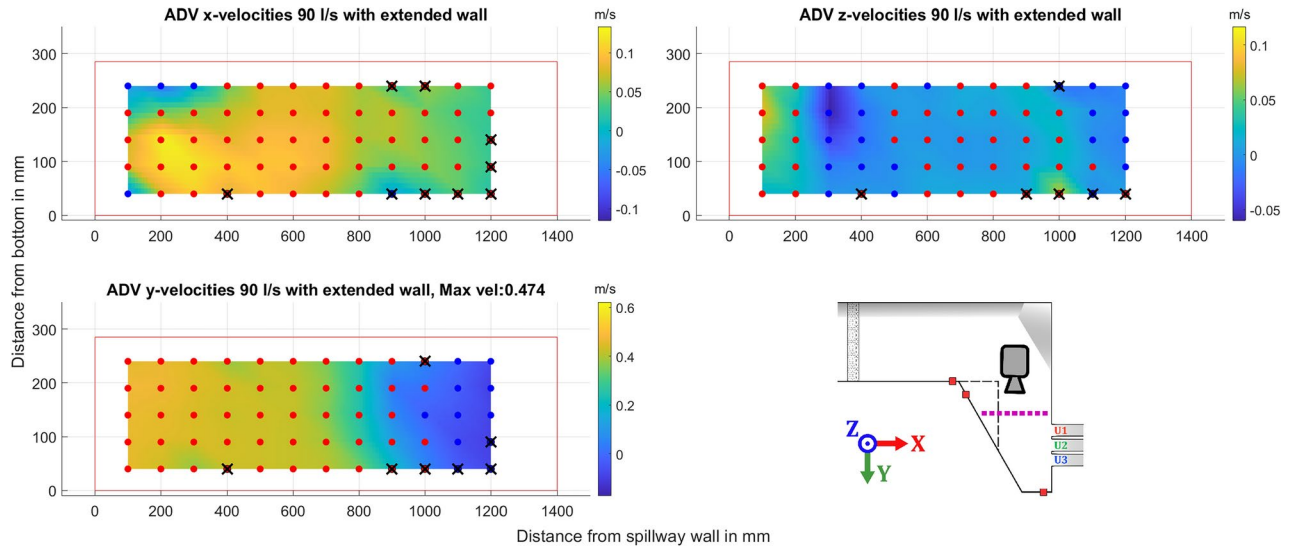 ADV x-velocities 90 l/s with extended wall
m/s
300
200
100
0
0 200 400 600 800 1000 1200 1400
0.1
0.05
0
-0.05
-0.1
ADV z-velocities 90 l/s with extended wall
m/s
300
200
100
0
0 200 400 600 800 1000 1200 1400
0.1
0.05
0
-0.05
Distance from bottom in mm
ADV y-velocities 90 l/s with extended wall, Max vel:0.474
m/s
300
200
100
0
0 200 400 600 800 1000 1200 1400
0.6
0.4
0.2
0
Z
X
Y
U1
U2
U3
Distance from spillway wall in mm